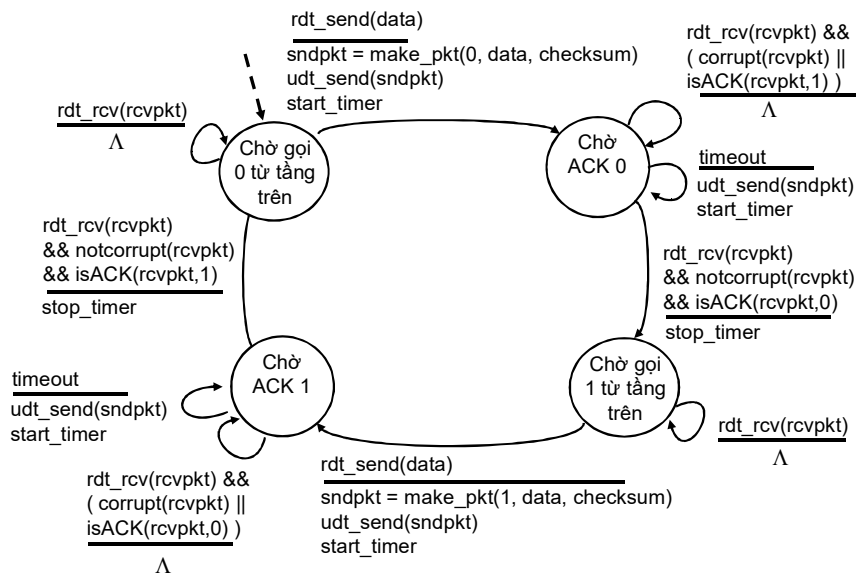 rdt_send(data)
sndpkt = make_pkt(0, data, checksum)
udt_send(sndpkt)
start_timer
rdt_rcv(rcvpkt) &&
( corrupt(rcvpkt) ||
isACK(rcvpkt,1) )
Λ
rdt_rcv(rcvpkt)
Λ
Chờ gọi
0 từ tầng
trên
Chờ
ACK 0
timeout
udt_send(sndpkt)
start_timer
rdt_rcv(rcvpkt)
&& notcorrupt(rcvpkt)
&& isACK(rcvpkt,1)
stop_timer
rdt_rcv(rcvpkt)
&& notcorrupt(rcvpkt)
&& isACK(rcvpkt,0)
stop_timer
Chờ
ACK 1
Chờ gọi
1 từ tầng
trên
timeout
udt_send(sndpkt)
start_timer
rdt_rcv(rcvpkt)
Λ
rdt_rcv(rcvpkt) &&
( corrupt(rcvpkt) ||
isACK(rcvpkt,0) )
Λ
rdt_send(data)
sndpkt = make_pkt(1, data, checksum)
udt_send(sndpkt)
start_timer